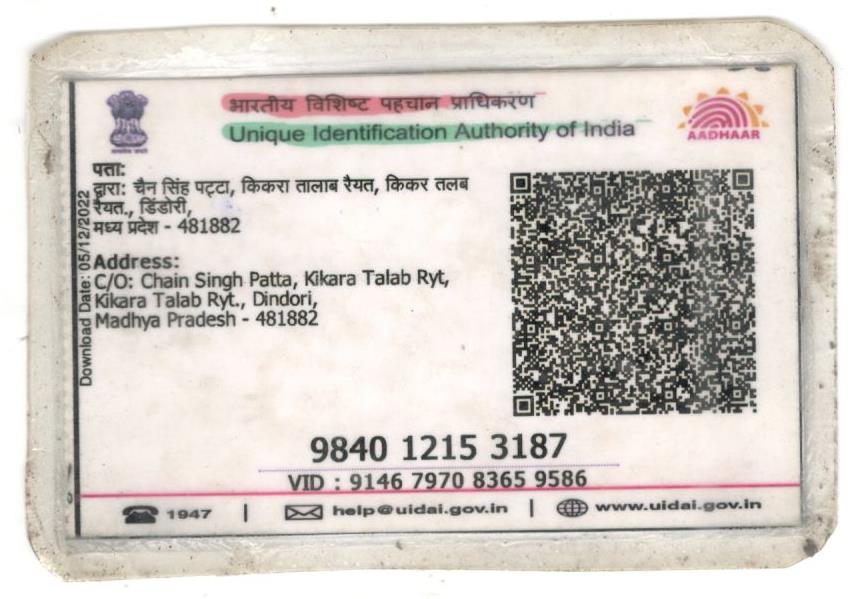 भारतीय विशिष्ट पहचान प्राधिकरण
Unique Identification Authority of India
AADHAAR
पता:
द्वारा: चैन सिंह पट्टा, किकरा तालाब रैयत, किकर तलब
रैयत., डिंडोरी,
मध्य प्रदेश - 481882
Address:
C/O: Chain Singh Patta, Kikara Talab Ryt,
Kikara Talab Ryt., Dindori,
Madhya Pradesh - 481882
Download Date: 05/12/2022
9840 1215 3187
VID : 9146 7970 8365 9586
1947 | help@uidai.gov.in | www.uidai.gov.in